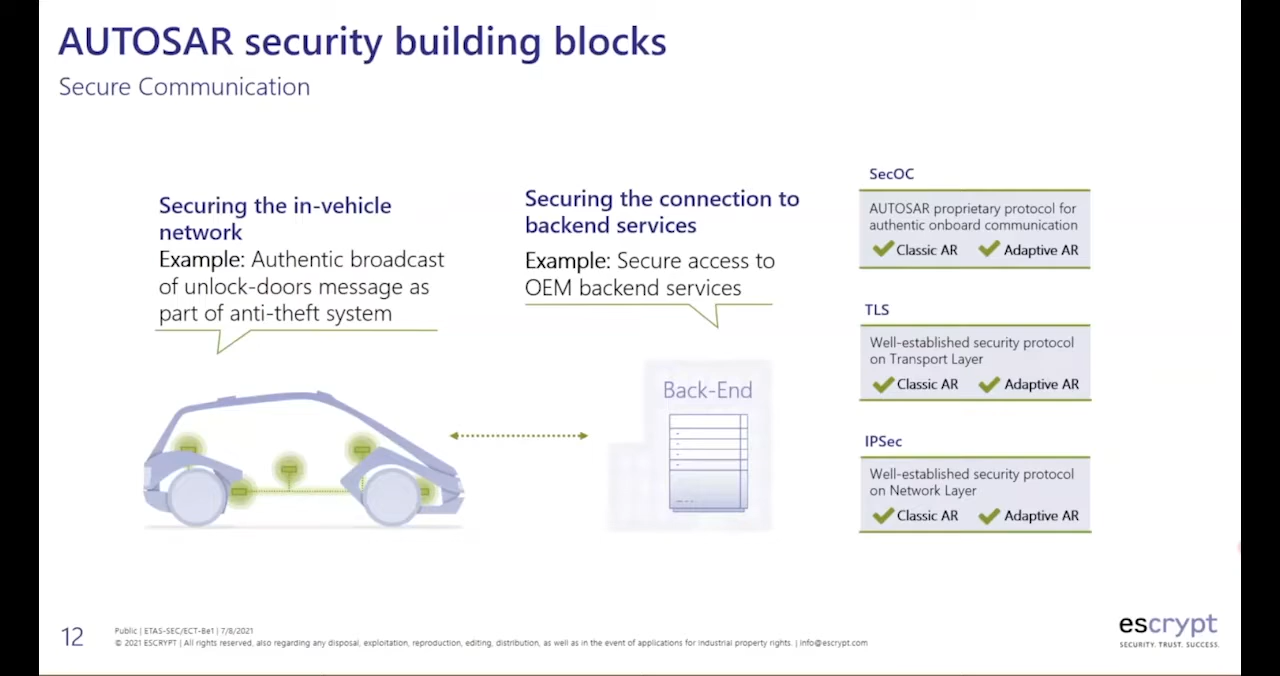 AUTOSAR security building blocks
Secure Communication
Securing the in-vehicle
network
Example: Authentic broadcast
of unlock-doors message as
part of anti-theft system
Securing the connection to
backend services
Example: Secure access to
OEM backend services
Back-End
SecOC
AUTOSAR proprietary protocol for
authentic onboard communication
Classic AR Adaptive AR
TLS
Well-established security protocol
on Transport Layer
Classic AR Adaptive AR
IPSec
Well-established security protocol
on Network Layer
Classic AR Adaptive AR
12
Public | ETAS-SEC/ECT-Be1 | 7/8/2021
© 2021 ESCRYPT | All rights reserved, also regarding any disposal, exploitation, reproduction, editing, distribution, as well as in the event of applications for industrial property rights. | info@escrypt.com
escrypt
SECURITY. TRUST. SUCCESS.